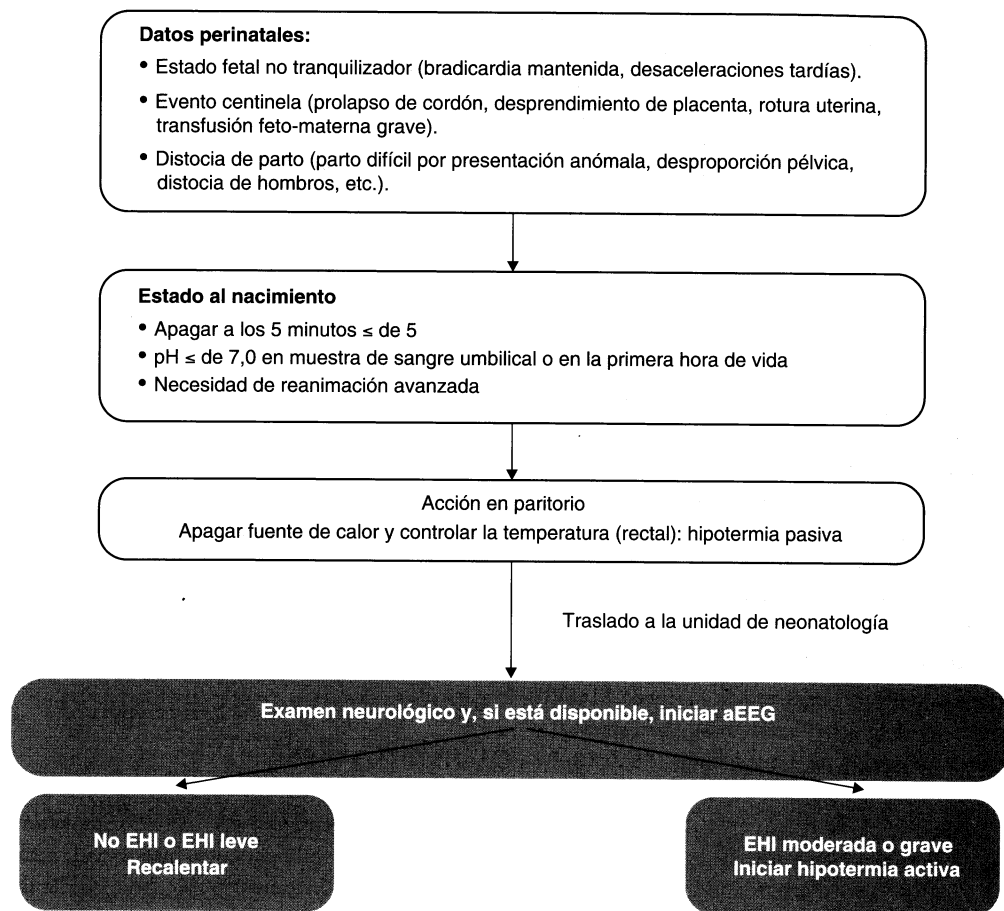 Datos perinatales:
• Estado fetal no tranquilizador (bradicardia mantenida, desaceleraciones tardías).
• Evento centinela (prolapso de cordón, desprendimiento de placenta, rotura uterina,
transfusión feto-materna grave).
• Distocia de parto (parto difícil por presentación anómala, desproporción pélvica,
distocia de hombros, etc.).
Estado al nacimiento
• Apagar a los 5 minutos ≤ de 5
• pH ≤ de 7,0 en muestra de sangre umbilical o en la primera hora de vida
• Necesidad de reanimación avanzada
Acción en paritorio
Apagar fuente de calor y controlar la temperatura (rectal): hipotermia pasiva
Traslado a la unidad de neonatología
Examen neurológico y, si está disponible, iniciar aEEG
No EHI o EHI leve
Recalentar
EHI moderada o grave
Iniciar hipotermia activa